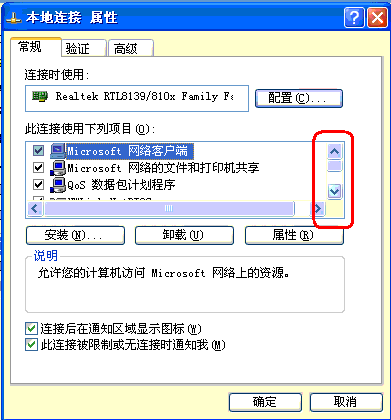 本地连接 属性
常规 验证 高级
连接时使用:
Realtek RTL8139/810x Family Fa
配置(C)...
此连接使用下列项目(O):
Microsoft 网络客户端
Microsoft 网络的文件和打印机共享
QoS 数据包计划程序
安装(N)... 卸载(U) 属性(R)
说明
允许您的计算机访问 Microsoft 网络上的资源。
连接后在通知区域显示图标(W)
此连接被限制或无连接时通知我(M)
确定 取消